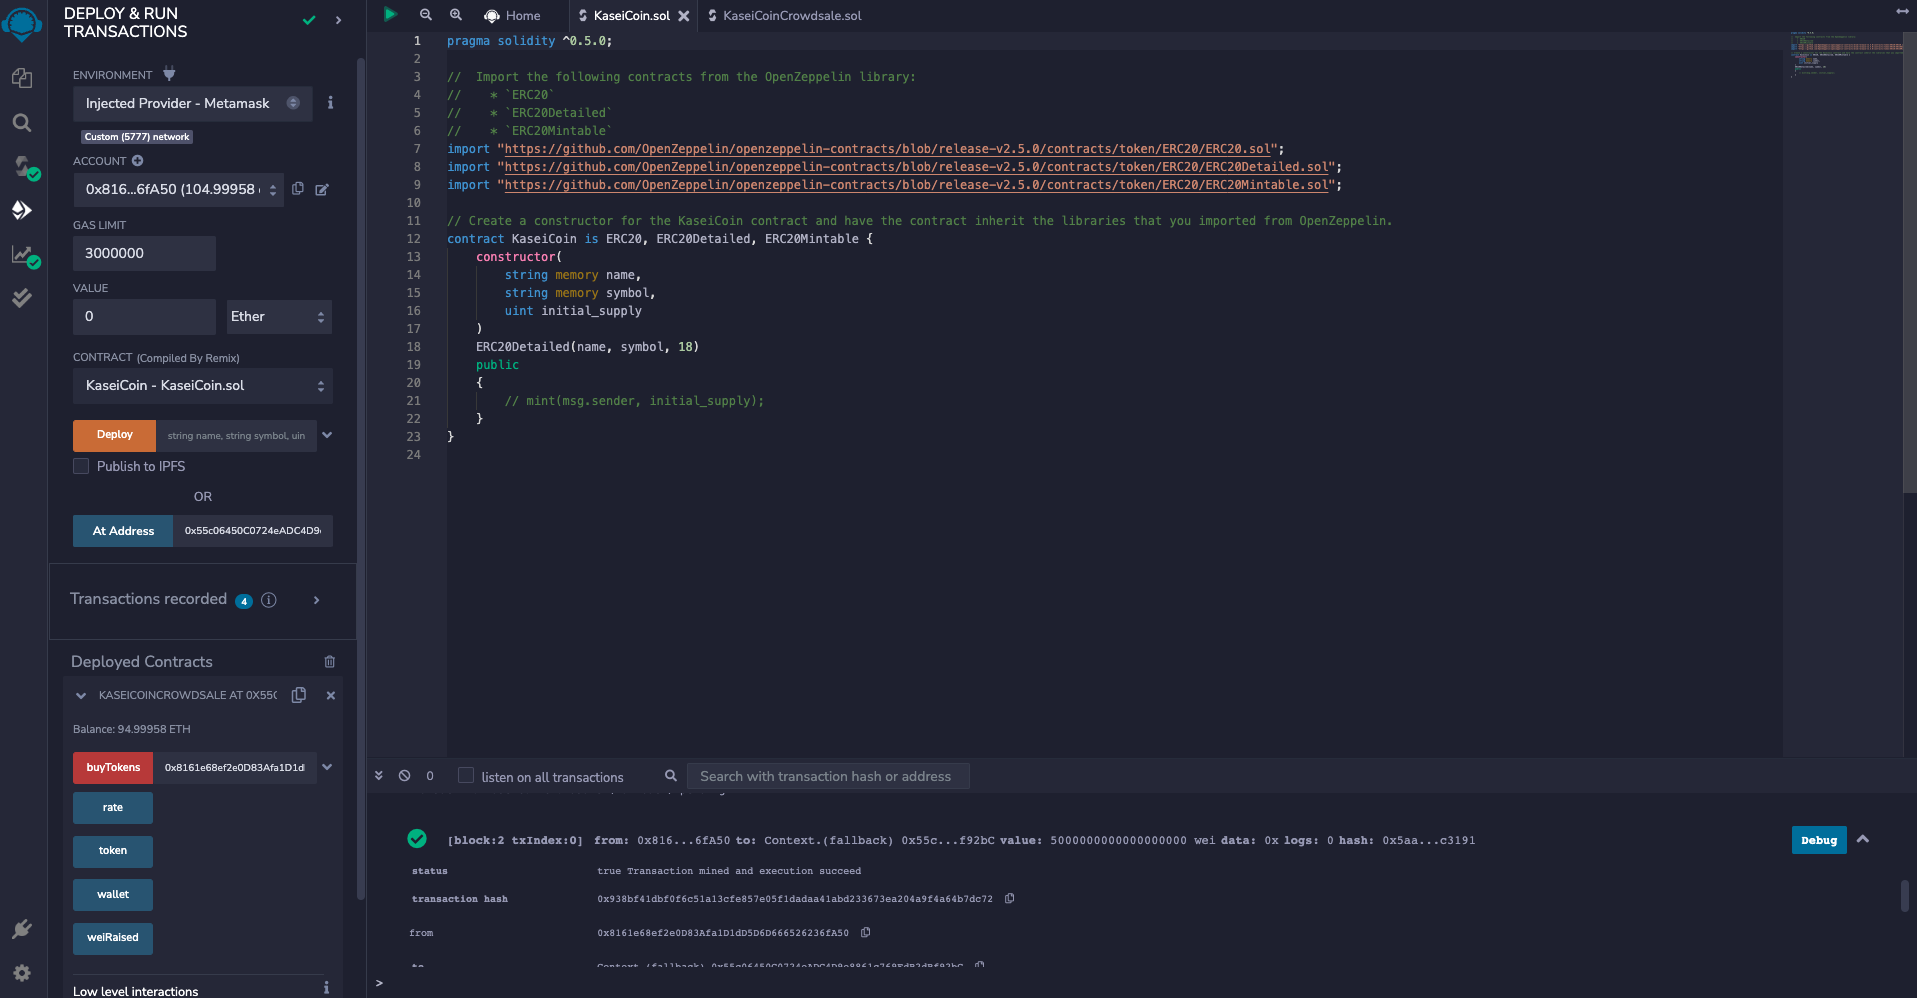 DEPLOY & RUN
TRANSACTIONS
ENVIRONMENT
Injected Provider - Metamask
Custom (5777) network
ACCOUNT
0x816...6fA50 (104.99958
GAS LIMIT
3000000
VALUE
0
Ether
CONTRACT (Compiled By Remix)
KaseiCoin - KaseiCoin.sol
Deploy
string name, string symbol, uin
Publish to IPFS
OR
At Address
0x55c06450C0724eADC4D9
Transactions recorded 4
Deployed Contracts
KASEICOINCROWDSALE AT 0X55C
Balance: 94.99958 ETH
buyTokens
0x8161e68ef2e0D83Afa1D1d
rate
token
wallet
weiRaised
Low level interactions
Home
KaseiCoin.sol
KaseiCoinCrowdsale.sol
1 pragma solidity ^0.5.0;
2
3 //  Import the following contracts from the OpenZeppelin library:
4 //    * `ERC20`
5 //    * `ERC20Detailed`
6 //    * `ERC20Mintable`
7 import "https://github.com/OpenZeppelin/openzeppelin-contracts/blob/release-v2.5.0/contracts/token/ERC20/ERC20.sol";
8 import "https://github.com/OpenZeppelin/openzeppelin-contracts/blob/release-v2.5.0/contracts/token/ERC20/ERC20Detailed.sol";
9 import "https://github.com/OpenZeppelin/openzeppelin-contracts/blob/release-v2.5.0/contracts/token/ERC20/ERC20Mintable.sol";
10
11 // Create a constructor for the KaseiCoin contract and have the contract inherit the libraries that you imported from OpenZeppelin.
12 contract KaseiCoin is ERC20, ERC20Detailed, ERC20Mintable {
13     constructor(
14         string memory name,
15         string memory symbol,
16         uint initial_supply
17     )
18     ERC20Detailed(name, symbol, 18)
19     public
20     {
21         // mint(msg.sender, initial_supply);
22     }
23 }
24
0
listen on all transactions
Search with transaction hash or address
[block:2 txIndex:0] from: 0x816...6fA50 to: Context.(fallback) 0x55c...f92bC value: 5000000000000000000 wei data: 0x logs: 0 hash: 0x5aa...c3191
Debug
status true Transaction mined and execution succeed
transaction hash 0x938bf41dbf0f6c51a13cfe857e05f1dadaa41abd233673ea204a9f4a64b7dc72
from 0x8161e68ef2e0D83Afa1D1dD5D6D666526236fA50
>